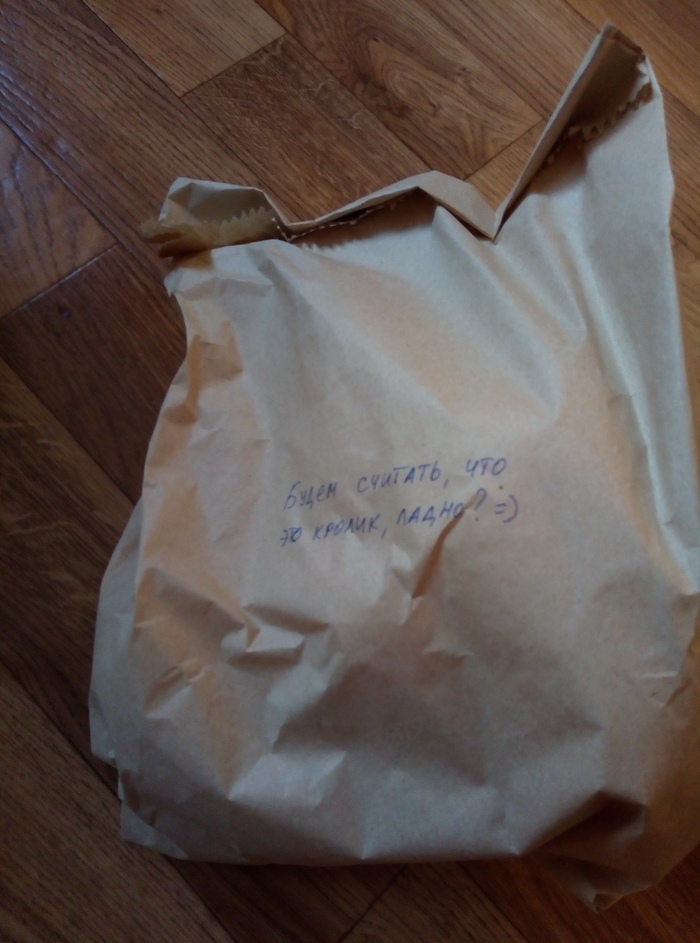 Будем считать, что
это кролик, ладно? =)